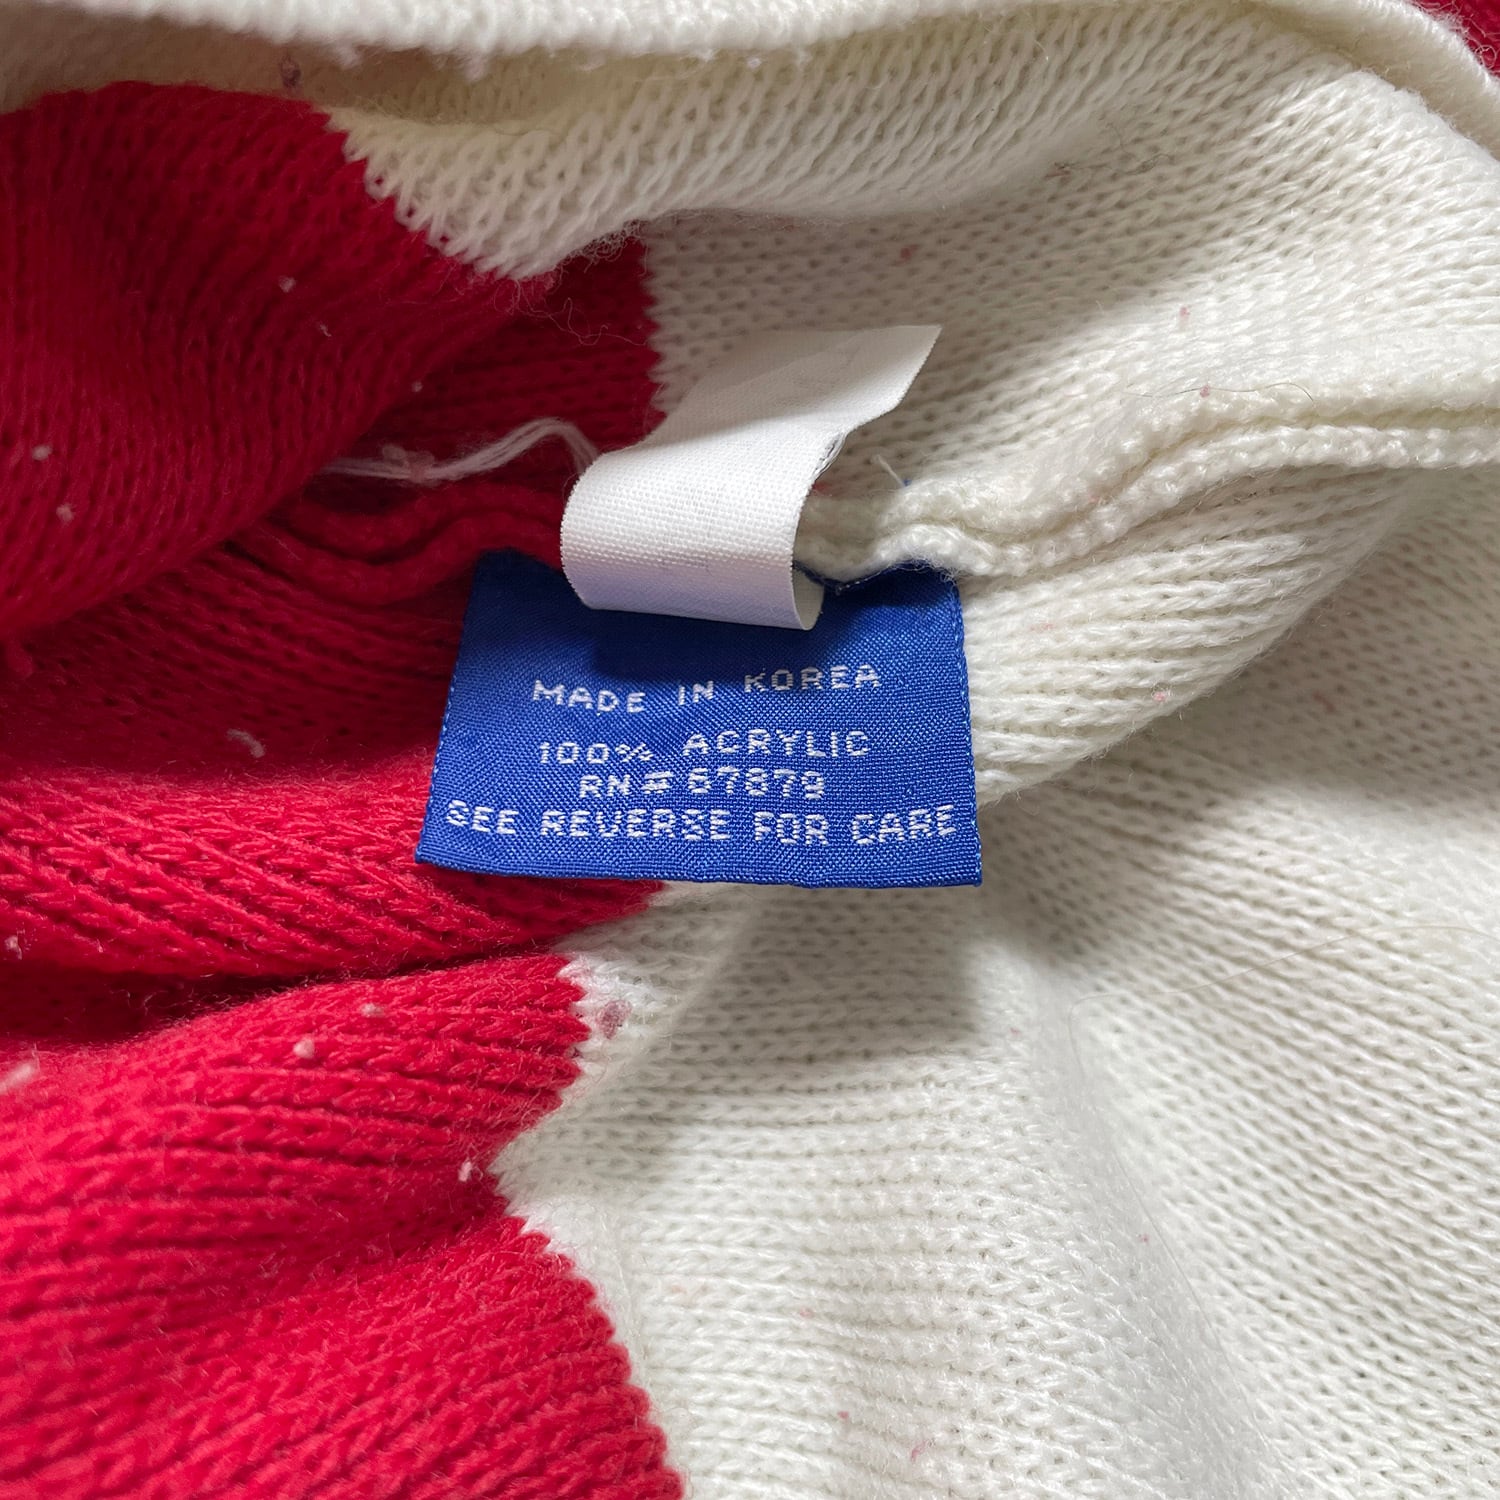 MADE IN KOREA
100% ACRYLIC
RN# 67879
SEE REVERSE FOR CARE